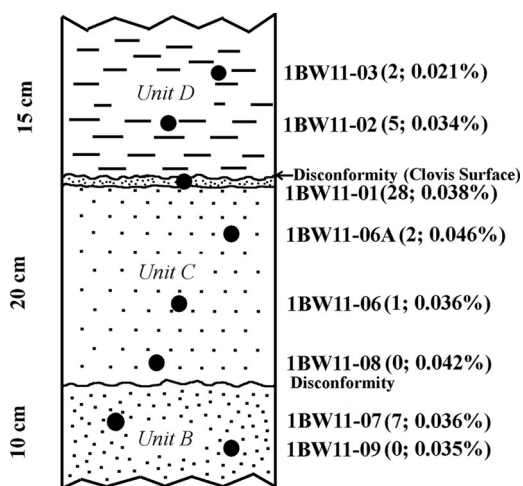 15 cm
Unit D
1BW11-03 (2; 0.021%)
1BW11-02 (5; 0.034%)
Disconformity (Clovis Surface)
1BW11-01 (28; 0.038%)
20 cm
Unit C
1BW11-06A (2; 0.046%)
1BW11-06 (1; 0.036%)
1BW11-08 (0; 0.042%)
Disconformity
10 cm
Unit B
1BW11-07 (7; 0.036%)
1BW11-09 (0; 0.035%)